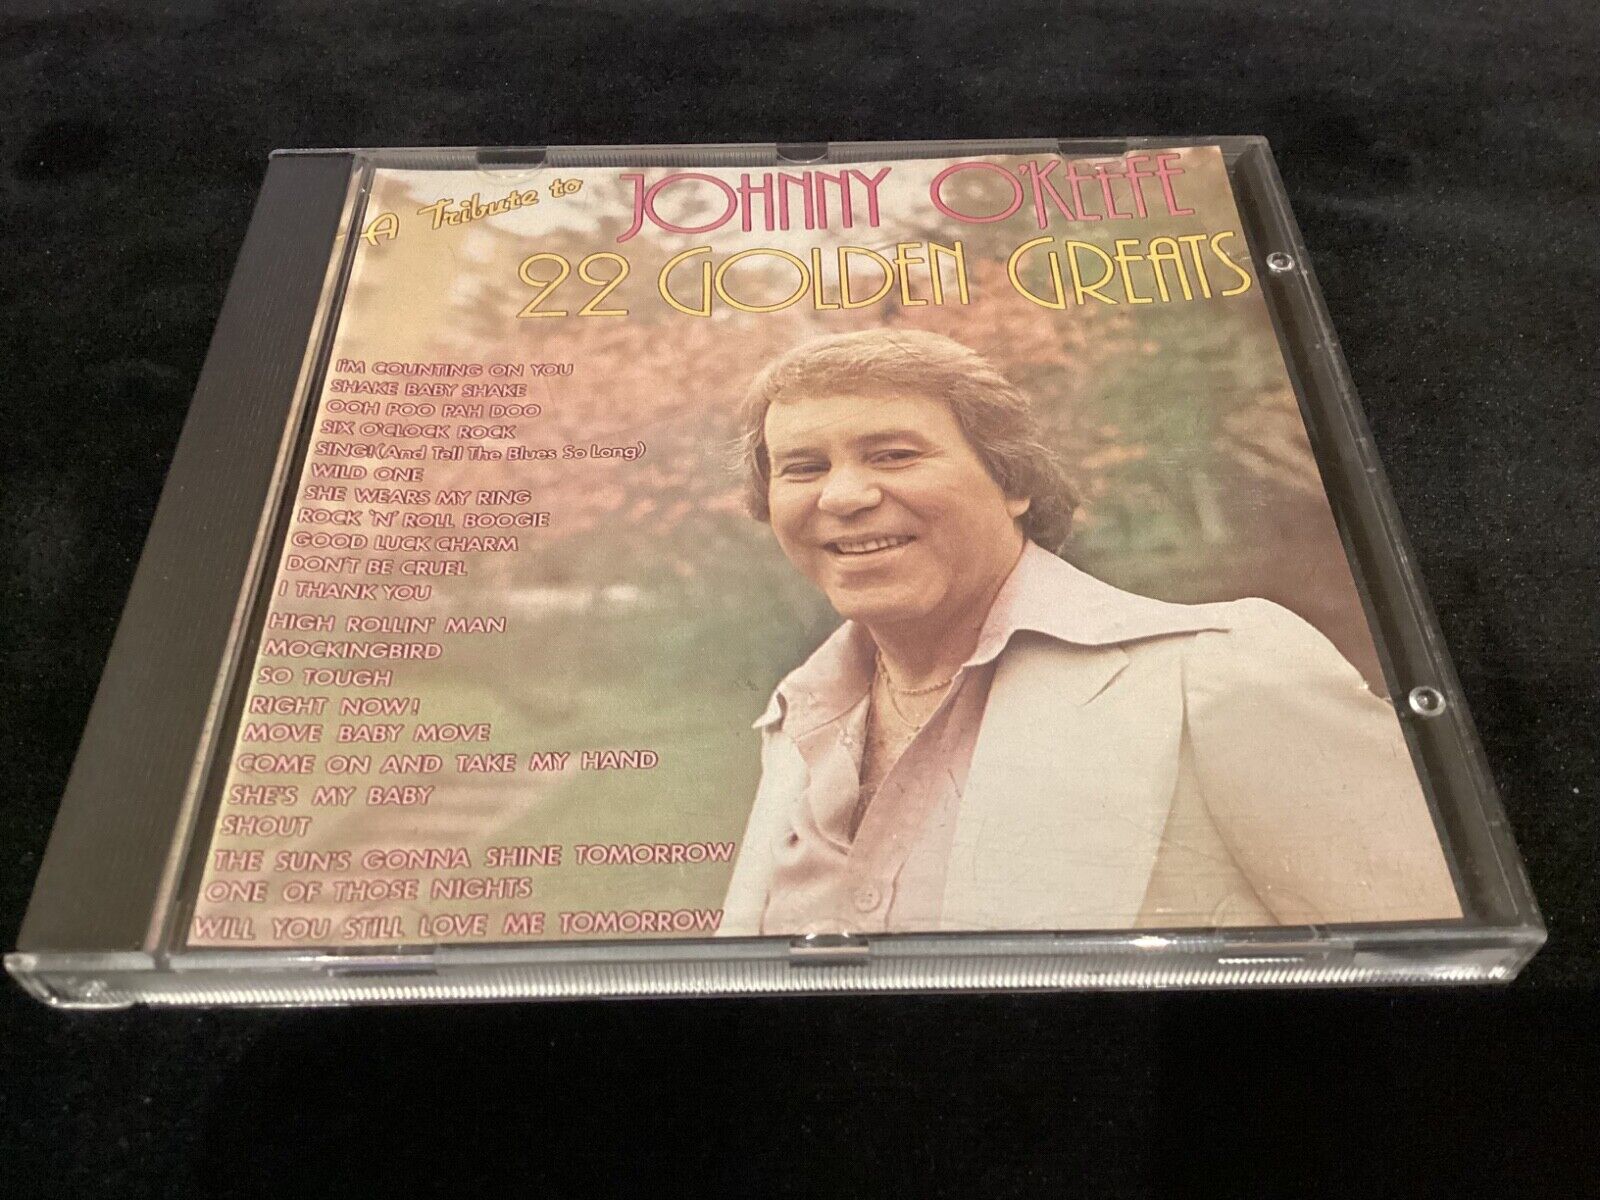 A Tribute to
JOHNNY O'KEEFE
22 GOLDEN GREATS
I'M COUNTING ON YOU
SHAKE BABY SHAKE
OOH POO PAH DOO
SIX O'CLOCK ROCK
SING! (And Tell The Blues So Long)
WILD ONE
SHE WEARS MY RING
ROCK 'N' ROLL BOOGIE
GOOD LUCK CHARM
DON'T BE CRUEL
I THANK YOU
HIGH ROLLIN' MAN
MOCKINGBIRD
SO TOUGH
RIGHT NOW!
MOVE BABY MOVE
COME ON AND TAKE MY HAND
SHE'S MY BABY
SHOUT
THE SUN'S GONNA SHINE TOMORROW
ONE OF THOSE NIGHTS
WILL YOU STILL LOVE ME TOMORROW